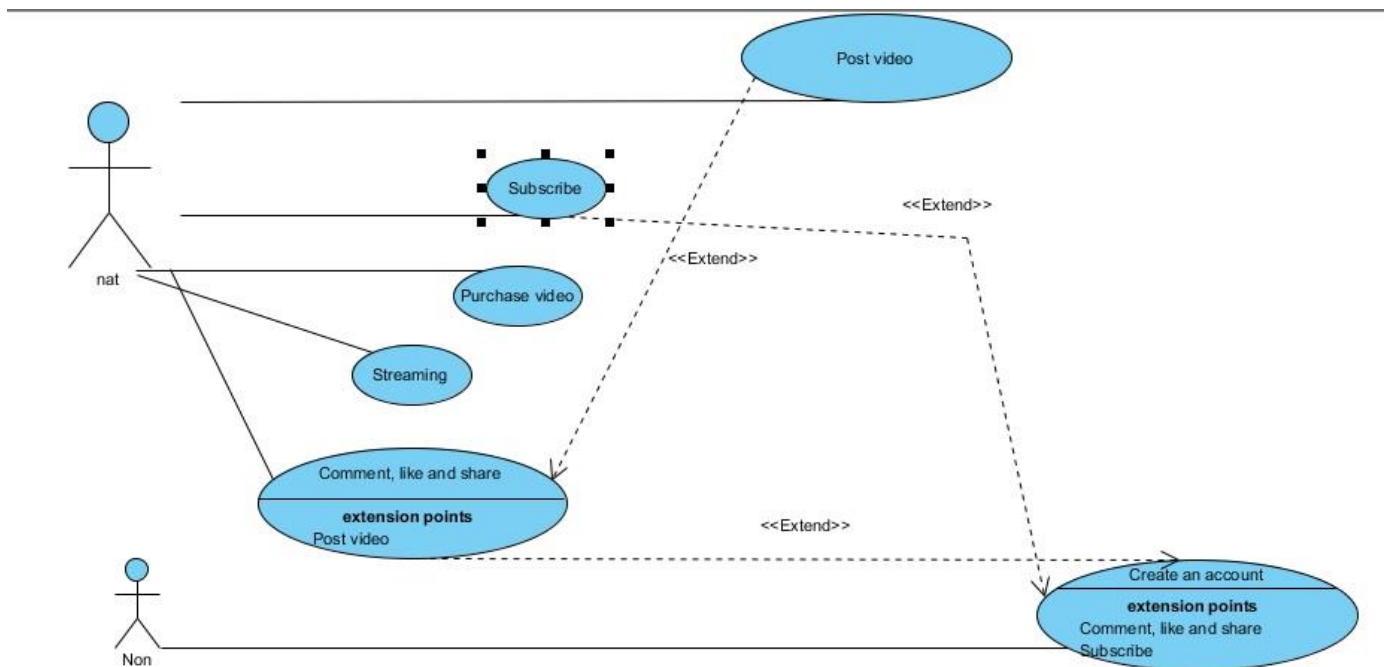 Post video
Subscribe
<<Extend>>
<<Extend>>
nat
Purchase video
Streaming
Comment, like and share
extension points
Post video
<<Extend>>
Create an account
extension points
Comment, like and share
Subscribe
Non